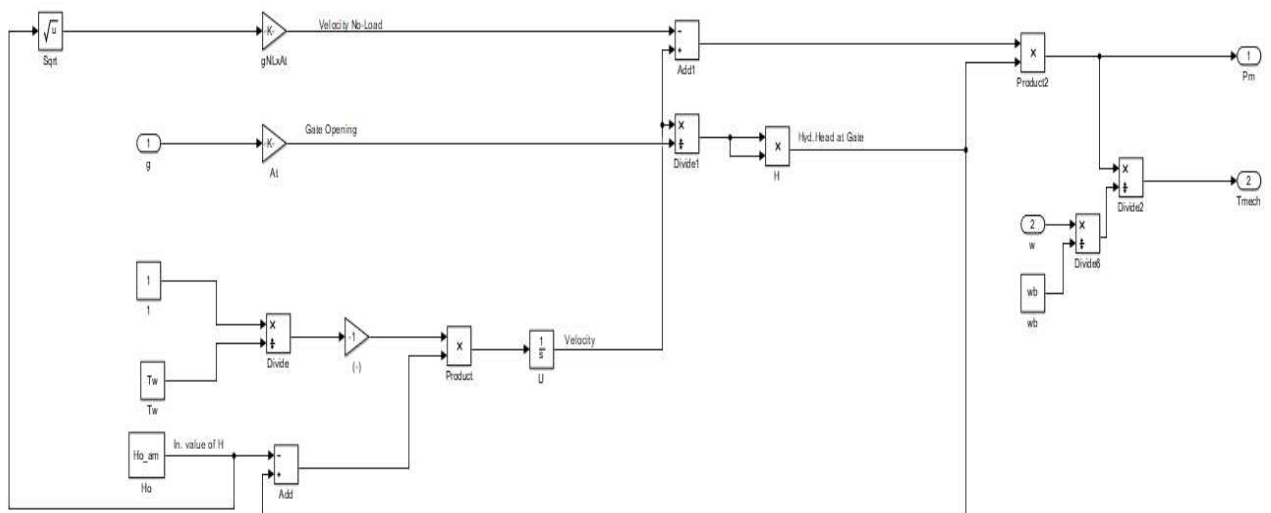 √u
Sqrt
-K-
gNLxAt
Velocity No-Load
-
+
Add1
×
Product2
1
Pm
1
g
-K-
At
Gate Opening
×
÷
Divide1
×
H
Hyd.Head at Gate
×
÷
Divide2
2
Tmech
2
w
×
÷
Divide6
wb
wb
1
1
×
÷
Divide
-1
(-)
×
Product
1
s
U
Velocity
Tw
Tw
Ho_am
Ho
In. value of H
-
+
Add